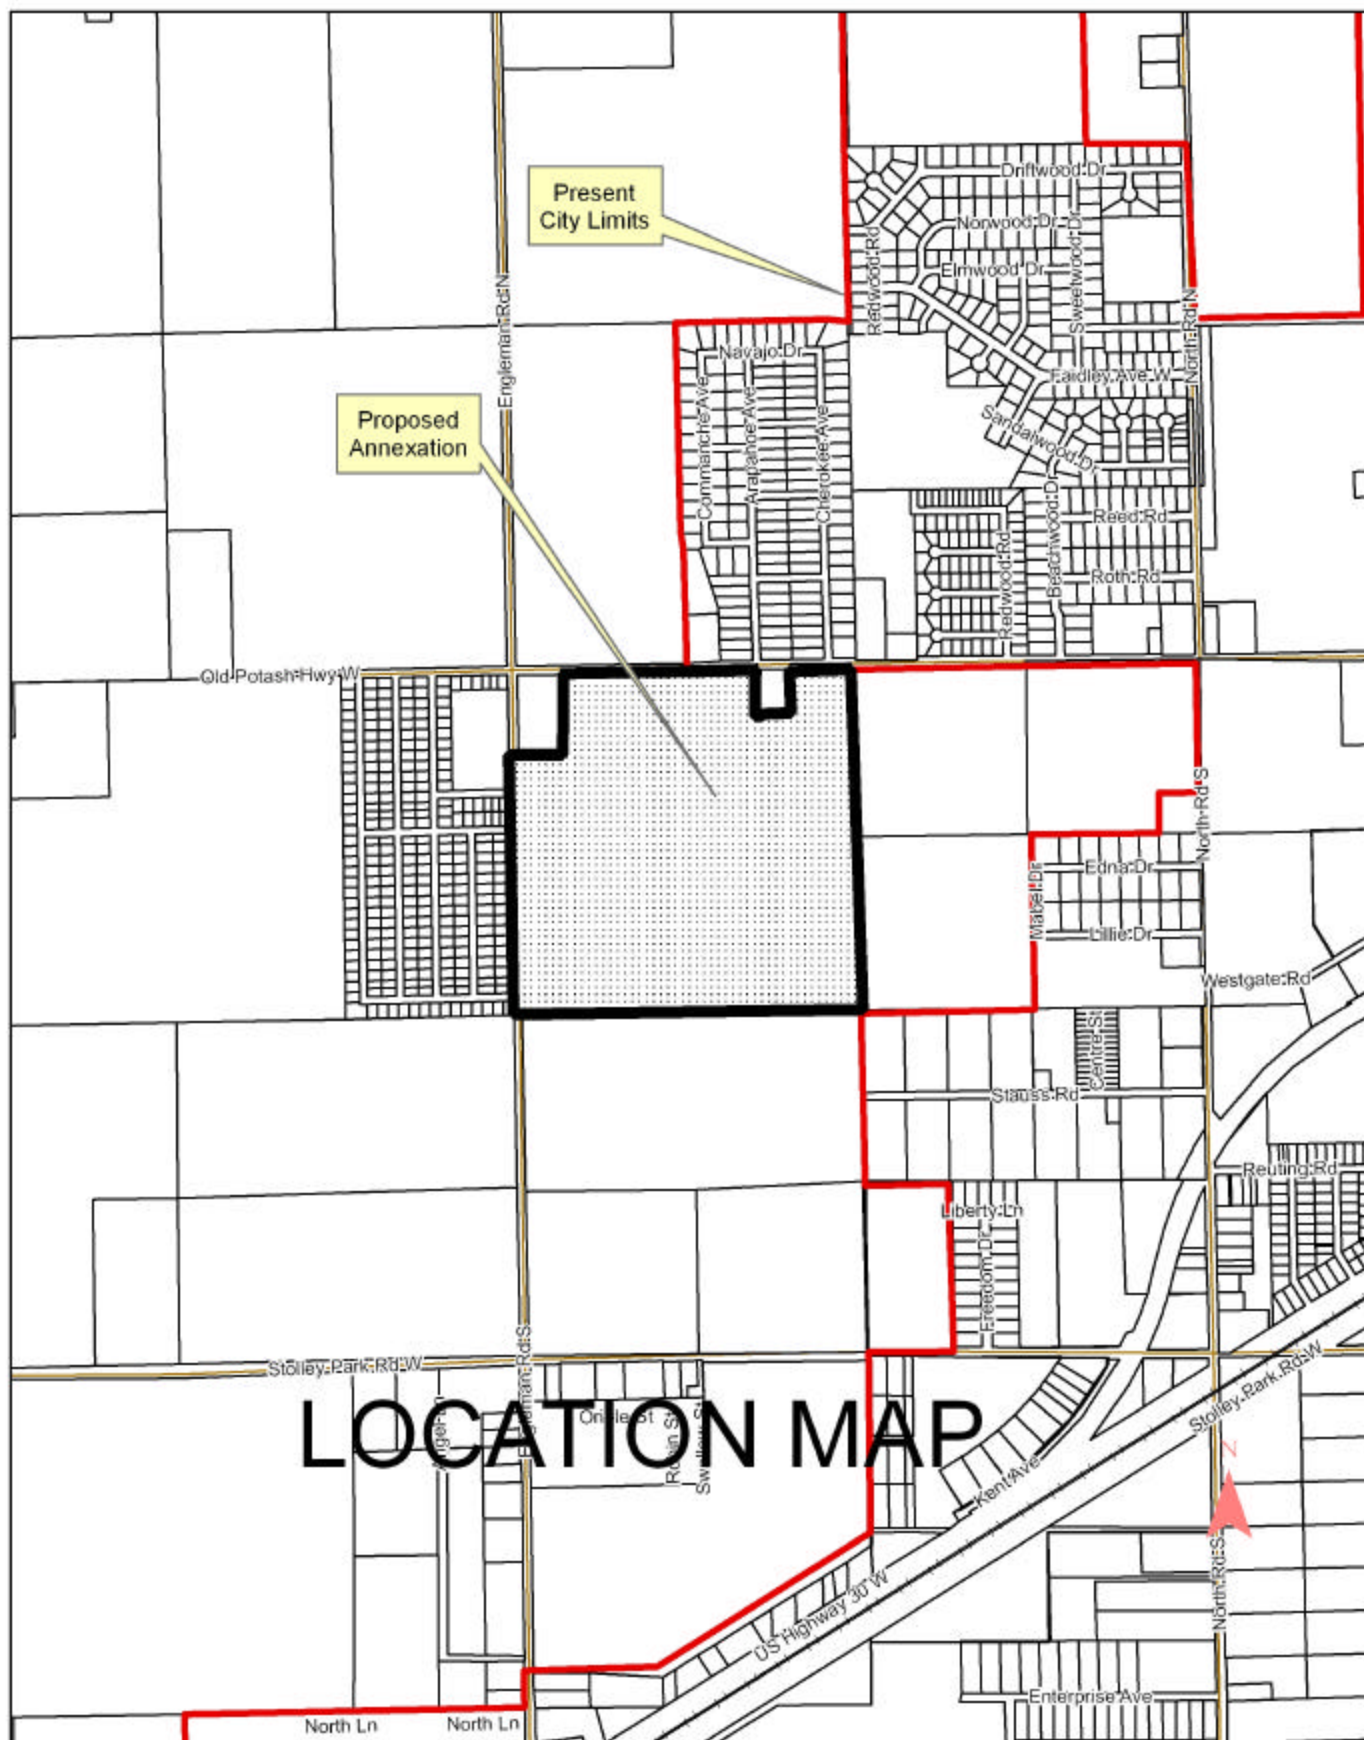 Driftwood Dr
Present
City Limits
Norwood Dr
Redwood Rd
Elmwood Dr
Sweetwood Dr
Engleman Rd N
North Rd N
Navajo Dr
Faidley Ave W
Proposed
Annexation
Commanche Ave
Arapahoe Ave
Cherokee Ave
Sandalwood Dr
Reed Rd
Beachwood Dr
Redwood Rd
Roth Rd
Old Potash Hwy W
North Rd S
Edna Dr
Mabel Dr
Lillie Dr
Westgate Rd
Centre St
Stauss Rd
Reuting Rd
Liberty Ln
Freedom Dr
Engleman Rd S
Stolley Park Rd W
Stolley Park Rd W
Oriole St
LOCATION MAP
Robin St
Swallow St
N
Kent Ave
North Rd S
US Highway 30 W
Enterprise Ave
North Ln
North Ln